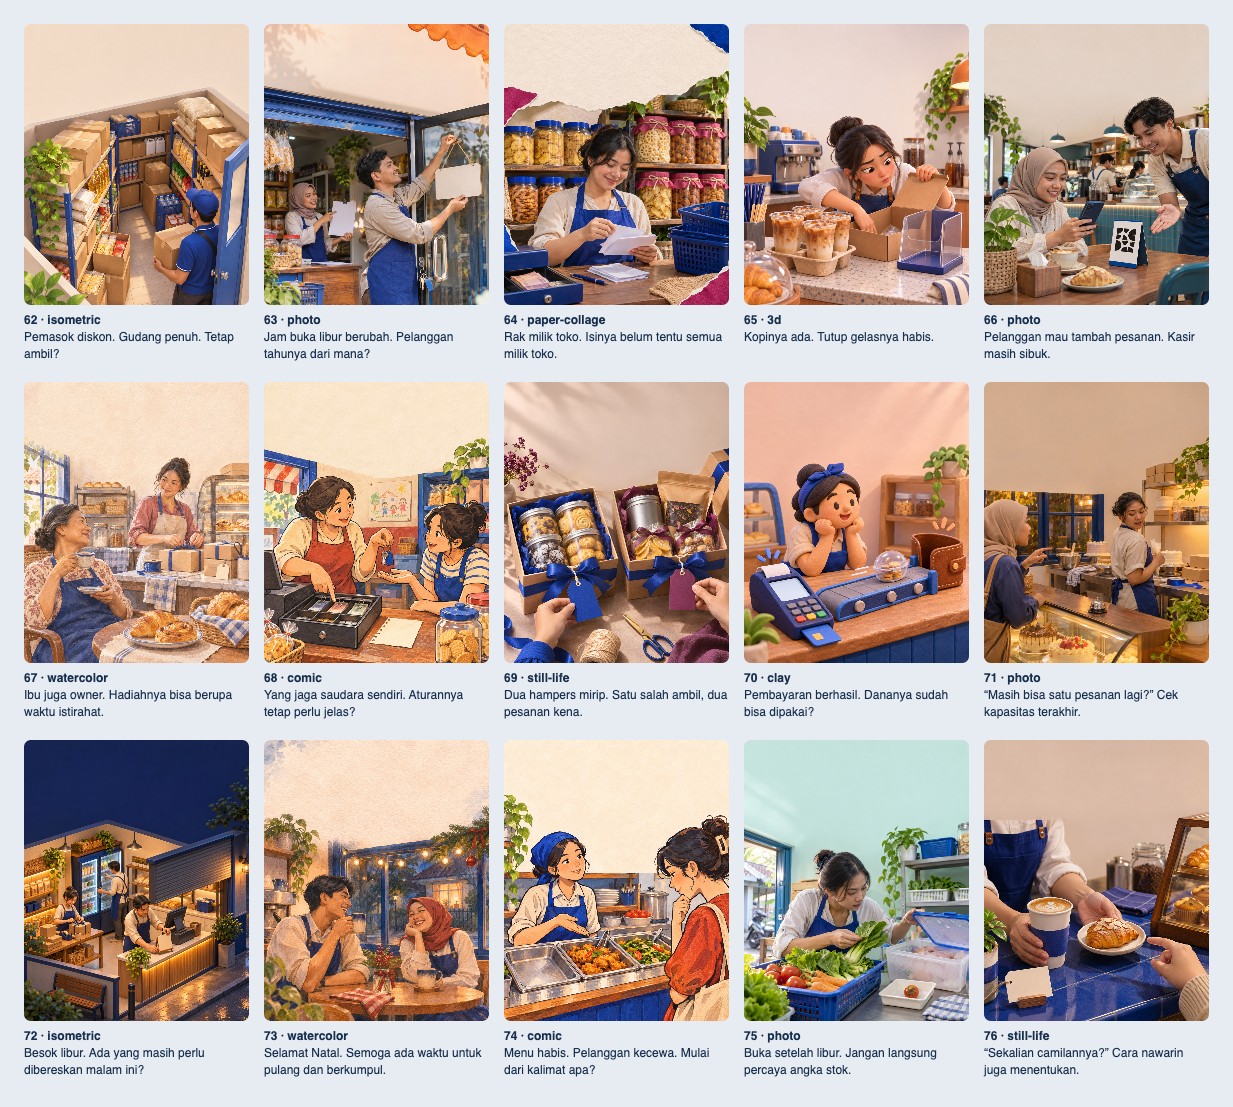 62 · isometric
Pemasok diskon. Gudang penuh. Tetap
ambil?
63 · photo
Jam buka libur berubah. Pelanggan
tahunya dari mana?
64 · paper-collage
Rak milik toko. Isinya belum tentu semua
milik toko.
65 · 3d
Kopinya ada. Tutup gelasnya habis.
66 · photo
Pelanggan mau tambah pesanan. Kasir
masih sibuk.
67 · watercolor
Ibu juga owner. Hadiahnya bisa berupa
waktu istirahat.
68 · comic
Yang jaga saudara sendiri. Aturannya
tetap perlu jelas?
69 · still-life
Dua hampers mirip. Satu salah ambil, dua
pesanan kena.
70 · clay
Pembayaran berhasil. Dananya sudah
bisa dipakai?
71 · photo
“Masih bisa satu pesanan lagi?” Cek
kapasitas terakhir.
72 · isometric
Besok libur. Ada yang masih perlu
dibereskan malam ini?
73 · watercolor
Selamat Natal. Semoga ada waktu untuk
pulang dan berkumpul.
74 · comic
Menu habis. Pelanggan kecewa. Mulai
dari kalimat apa?
75 · photo
Buka setelah libur. Jangan langsung
percaya angka stok.
76 · still-life
“Sekalian camilannya?” Cara nawarin
juga menentukan.